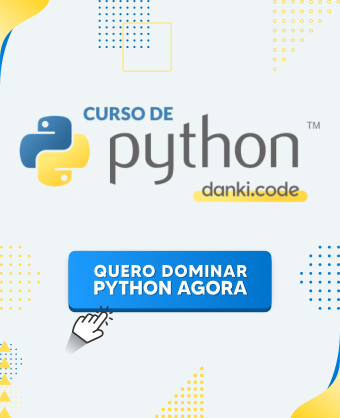 CURSO DE
python™
danki.code
QUERO DOMINAR
PYTHON AGORA